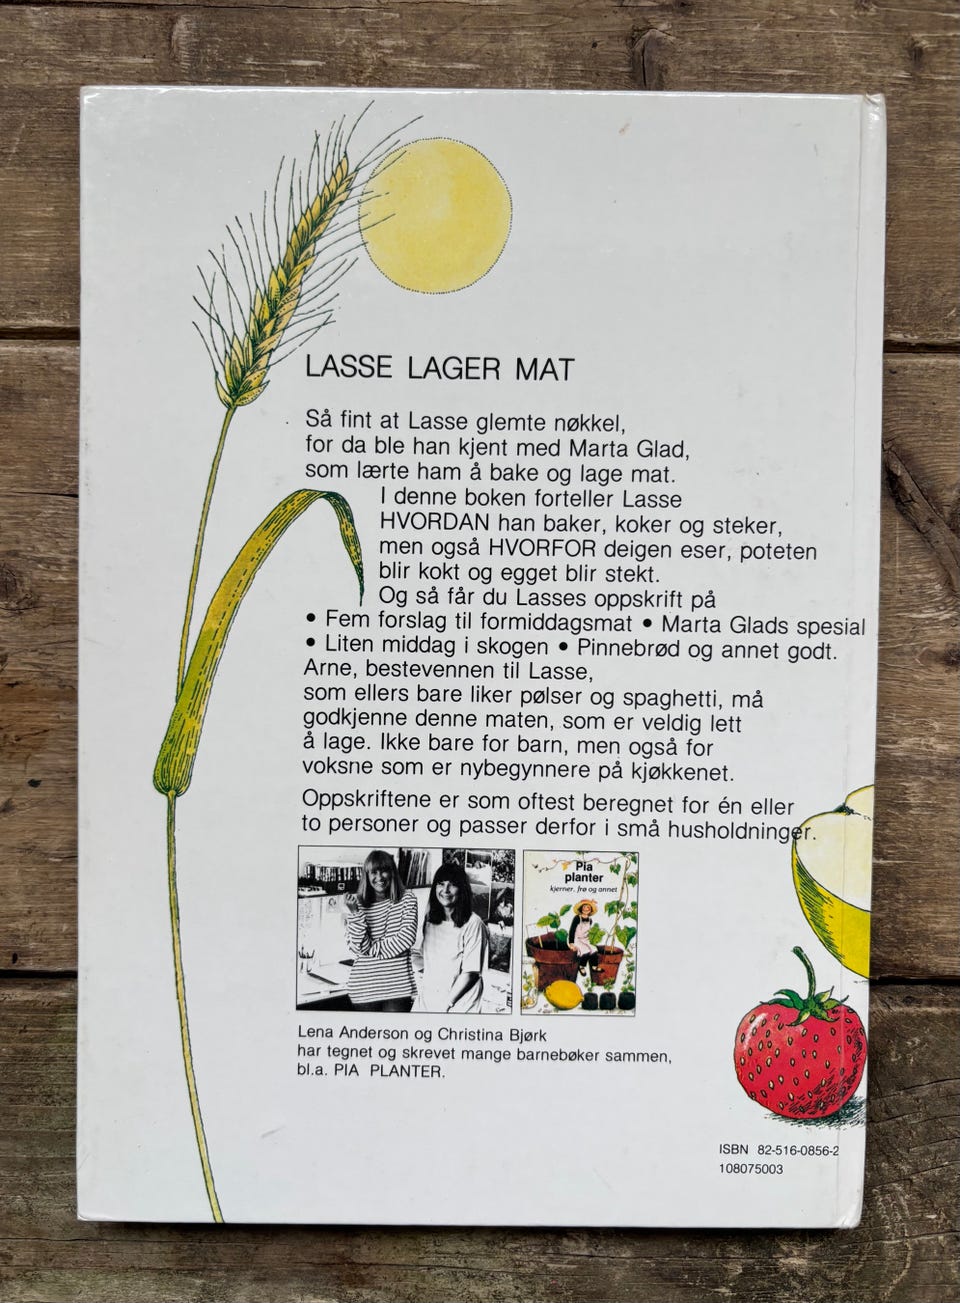 LASSE LAGER MAT
Så fint at Lasse glemte nøkkel,
for da ble han kjent med Marta Glad,
som lærte ham å bake og lage mat.
I denne boken forteller Lasse
HVORDAN han baker, koker og steker,
men også HVORFOR deigen eser, poteten
blir kokt og egget blir stekt.
Og så får du Lasses oppskrift på
• Fem forslag til formiddagsmat • Marta Glads spesial
• Liten middag i skogen • Pinnebrød og annet godt.
Arne, bestevennen til Lasse,
som ellers bare liker pølser og spaghetti, må
godkjenne denne maten, som er veldig lett
å lage. Ikke bare for barn, men også for
voksne som er nybegynnere på kjøkkenet.
Oppskriftene er som oftest beregnet for én eller
to personer og passer derfor i små husholdninger.
Pia
planter
kjerner, frø og annet
Lena Anderson og Christina Bjørk
har tegnet og skrevet mange barnebøker sammen,
bl.a. PIA PLANTER.
ISBN 82-516-0856-2
108075003